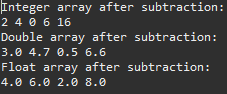 Integer array after subtraction:
2 4 0 6 16
Double array after subtraction:
3.0 4.7 0.5 6.6
Float array after subtraction:
4.0 6.0 2.0 8.0